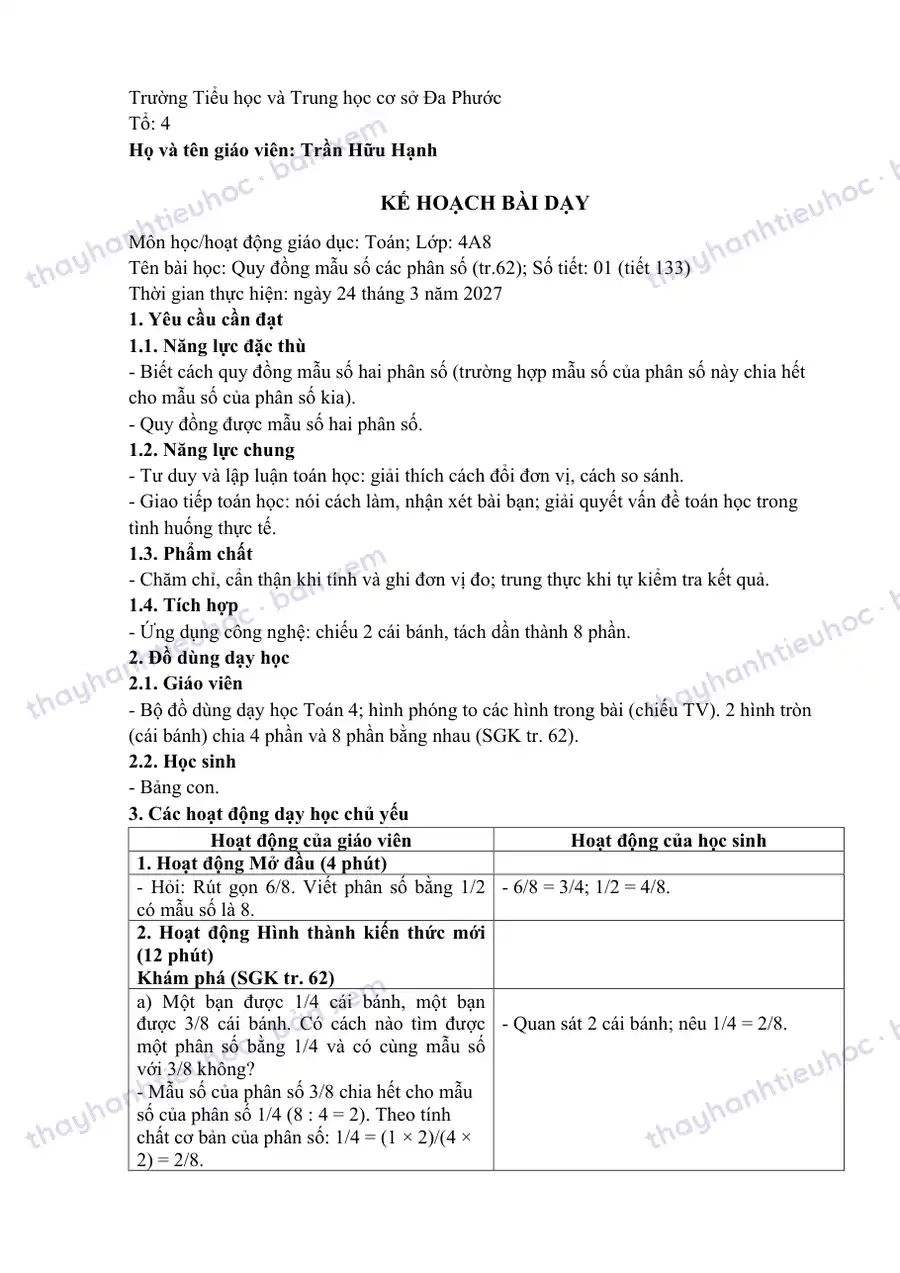 Trường Tiểu học và Trung học cơ sở Đa Phước
Tổ: 4
Họ và tên giáo viên: Trần Hữu Hạnh
KẾ HOẠCH BÀI DẠY
Môn học/hoạt động giáo dục: Toán; Lớp: 4A8
Tên bài học: Quy đồng mẫu số các phân số (tr.62); Số tiết: 01 (tiết 133)
Thời gian thực hiện: ngày 24 tháng 3 năm 2027
1. Yêu cầu cần đạt
1.1. Năng lực đặc thù
- Biết cách quy đồng mẫu số hai phân số (trường hợp mẫu số của phân số này chia hết
cho mẫu số của phân số kia).
- Quy đồng được mẫu số hai phân số.
1.2. Năng lực chung
- Tư duy và lập luận toán học: giải thích cách đổi đơn vị, cách so sánh.
- Giao tiếp toán học: nói cách làm, nhận xét bài bạn; giải quyết vấn đề toán học trong
tình huống thực tế.
1.3. Phẩm chất
- Chăm chỉ, cẩn thận khi tính và ghi đơn vị đo; trung thực khi tự kiểm tra kết quả.
1.4. Tích hợp
- Ứng dụng công nghệ: chiếu 2 cái bánh, tách dần thành 8 phần.
2. Đồ dùng dạy học
2.1. Giáo viên
- Bộ đồ dùng dạy học Toán 4; hình phóng to các hình trong bài (chiếu TV). 2 hình tròn
(cái bánh) chia 4 phần và 8 phần bằng nhau (SGK tr. 62).
2.2. Học sinh
- Bảng con.
3. Các hoạt động dạy học chủ yếu
Hoạt động của giáo viên
Hoạt động của học sinh
1. Hoạt động Mở đầu (4 phút)
- Hỏi: Rút gọn 6/8. Viết phân số bằng 1/2
có mẫu số là 8.
- 6/8 = 3/4; 1/2 = 4/8.
2. Hoạt động Hình thành kiến thức mới
(12 phút)
Khám phá (SGK tr. 62)
a) Một bạn được 1/4 cái bánh, một bạn
được 3/8 cái bánh. Có cách nào tìm được
một phân số bằng 1/4 và có cùng mẫu số
với 3/8 không?
- Mẫu số của phân số 3/8 chia hết cho mẫu
số của phân số 1/4 (8 : 4 = 2). Theo tính
chất cơ bản của phân số: 1/4 = (1 × 2)/(4 ×
2) = 2/8.
- Quan sát 2 cái bánh; nêu 1/4 = 2/8.
thayhanhtieuhoc · bản xem
thayhanhtieuhoc · b
thayhanhtieuhoc · bản xem
thayhanhtieuhoc · b
thayhanhtieuhoc · bản xem
thayhanhtieuhoc · b